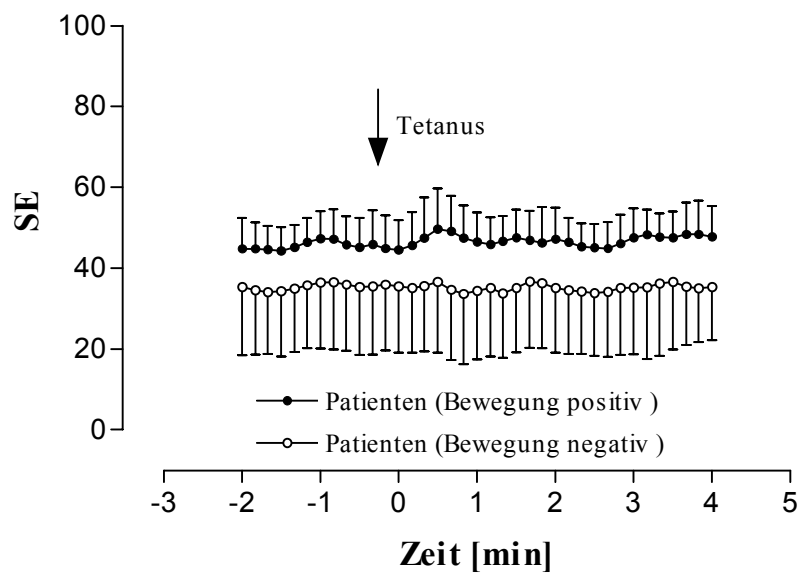 100
80
60
40
20
0
SE
Tetanus
Patienten (Bewegung positiv )
Patienten (Bewegung negativ )
-3 -2 -1 0 1 2 3 4 5
Zeit [min]